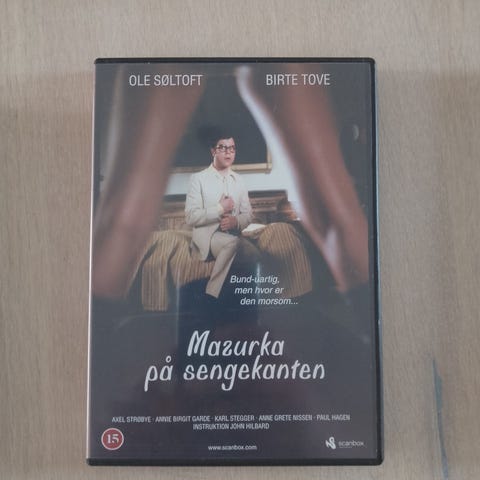 OLE SØLTOFT BIRTE TOVE
Bund-uartig,
men hvor er
den morsom...
Mazurka
på sengekanten
AXEL STRØBYE · ANNIE BIRGIT GARDE · KARL STEGGER · ANNE GRETE NISSEN · PAUL HAGEN
INSTRUKTION JOHN HILBARD
15
www.scanbox.com
scanbox